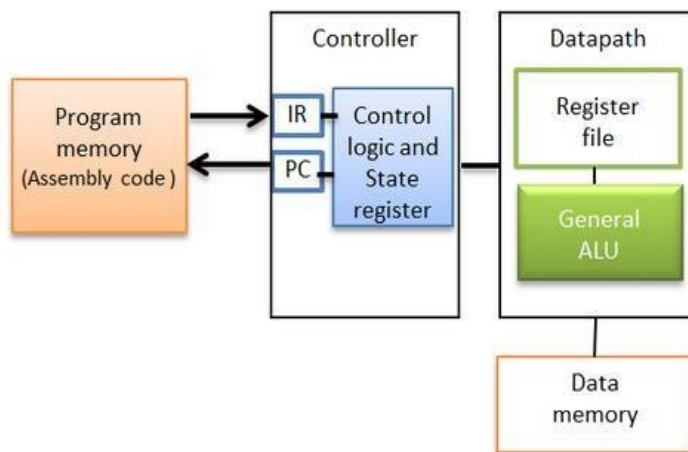 Controller
Datapath
Program
memory
(Assembly code )
IR
PC
Control
logic and
State
register
Register
file
General
ALU
Data
memory